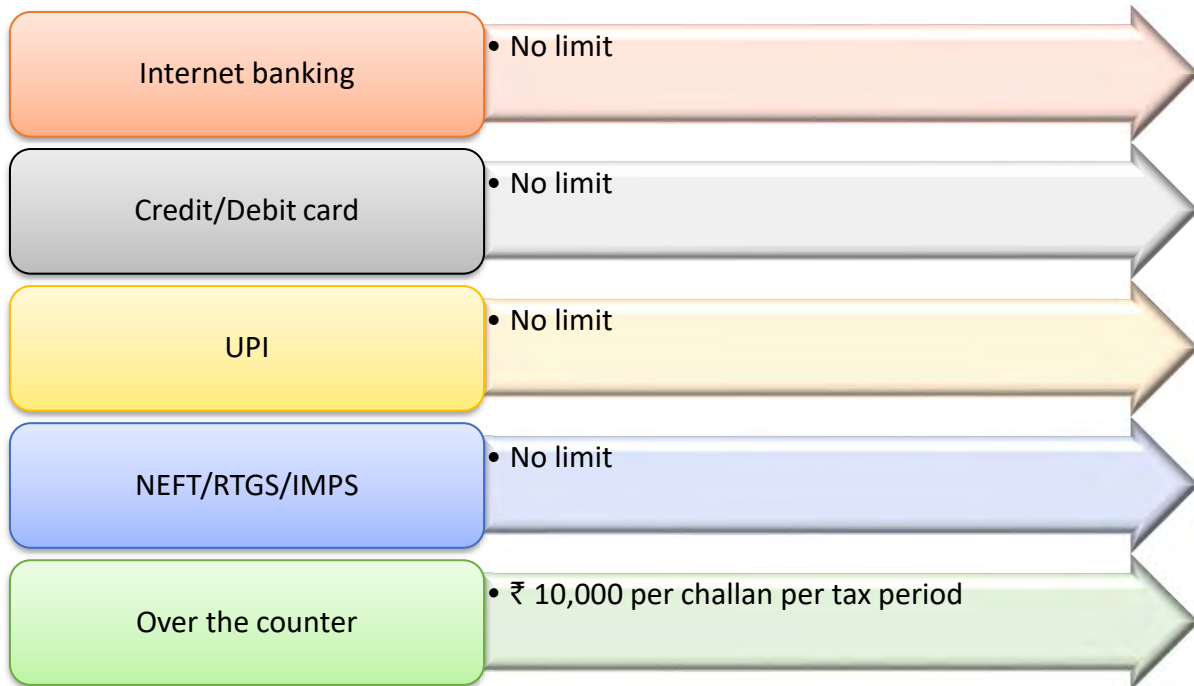 Internet banking
• No limit
Credit/Debit card
• No limit
UPI
• No limit
NEFT/RTGS/IMPS
• No limit
Over the counter
• ₹ 10,000 per challan per tax period